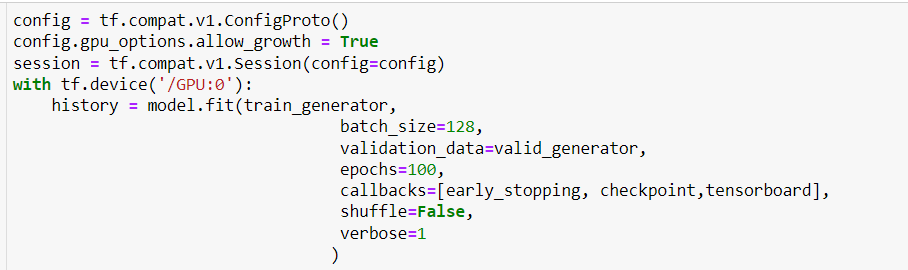 config = tf.compat.v1.ConfigProto()
config.gpu_options.allow_growth = True
session = tf.compat.v1.Session(config=config)
with tf.device('/GPU:0'):
    history = model.fit(train_generator,
                                batch_size=128,
                                validation_data=valid_generator,
                                epochs=100,
                                callbacks=[early_stopping, checkpoint,tensorboard],
                                shuffle=False,
                                verbose=1
                               )